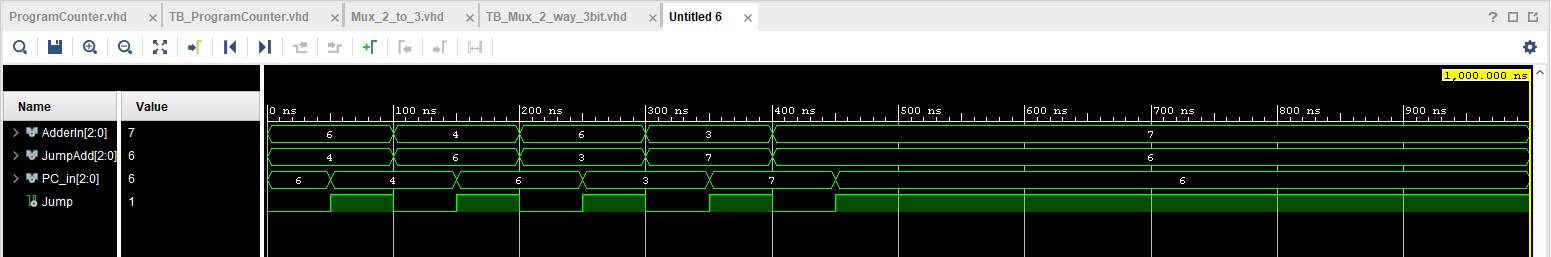 ProgramCounter.vhd × TB_ProgramCounter.vhd × Mux_2_to_3.vhd × TB_Mux_2_way_3bit.vhd × Untitled 6 × ?
1,000.000 ns
Name Value 0 ns 100 ns 200 ns 300 ns 400 ns 500 ns 600 ns 700 ns 800 ns 900 ns
AdderIn[2:0] 7 6 4 6 3 7
JumpAdd[2:0] 6 4 6 3 7 6
PC_in[2:0] 6 6 4 6 3 7 6
Jump 1